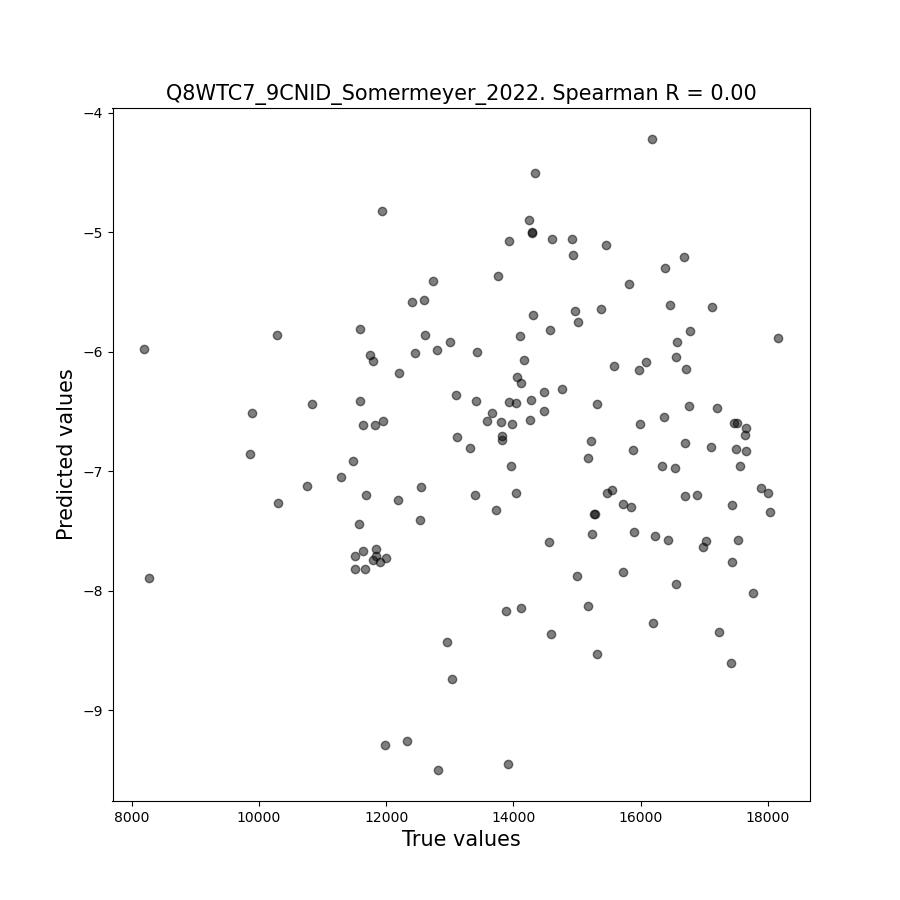 Q8WTC7_9CNID_Somermeyer_2022. Spearman R = 0.00
−4
−5
−6
−7
−8
−9
Predicted values
8000 10000 12000 14000 16000 18000
True values